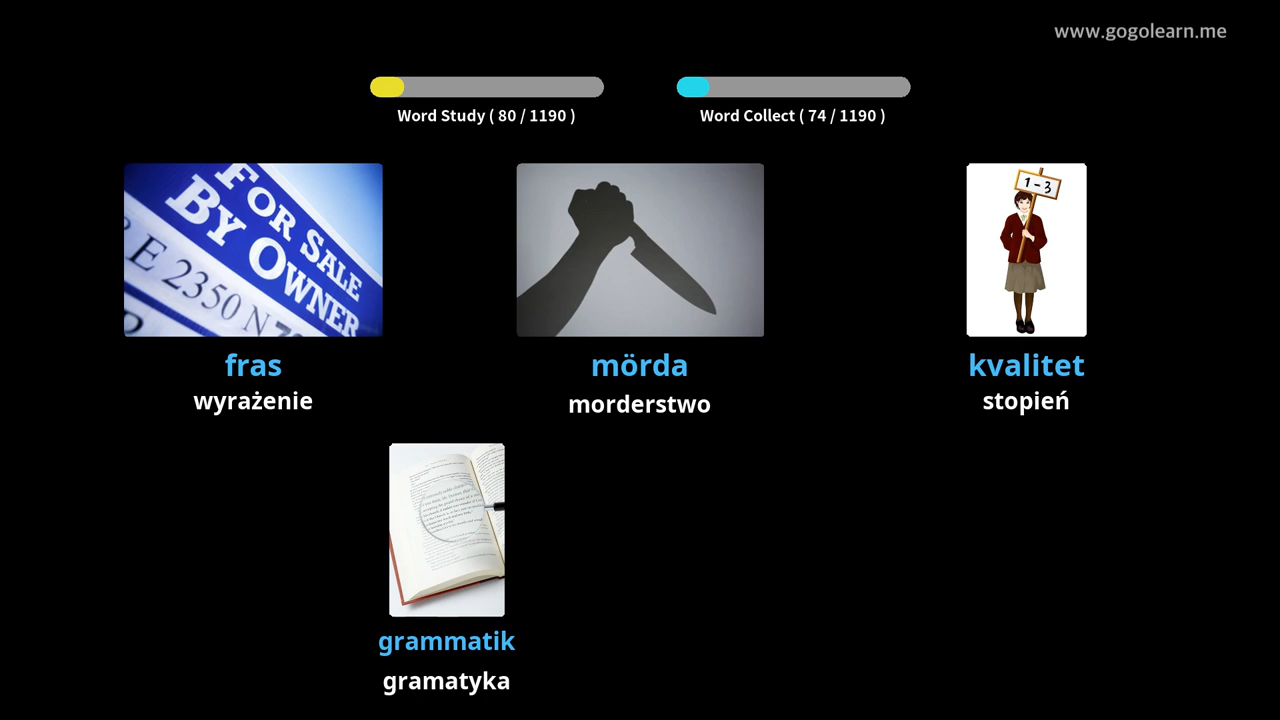 www.gogolearn.me
Word Study ( 80 / 1190 )
Word Collect ( 74 / 1190 )
FOR SALE
BY OWNER
E 2350 N
1 - 3
fras
mörda
kvalitet
wyrażenie
morderstwo
stopień
grammatik
gramatyka